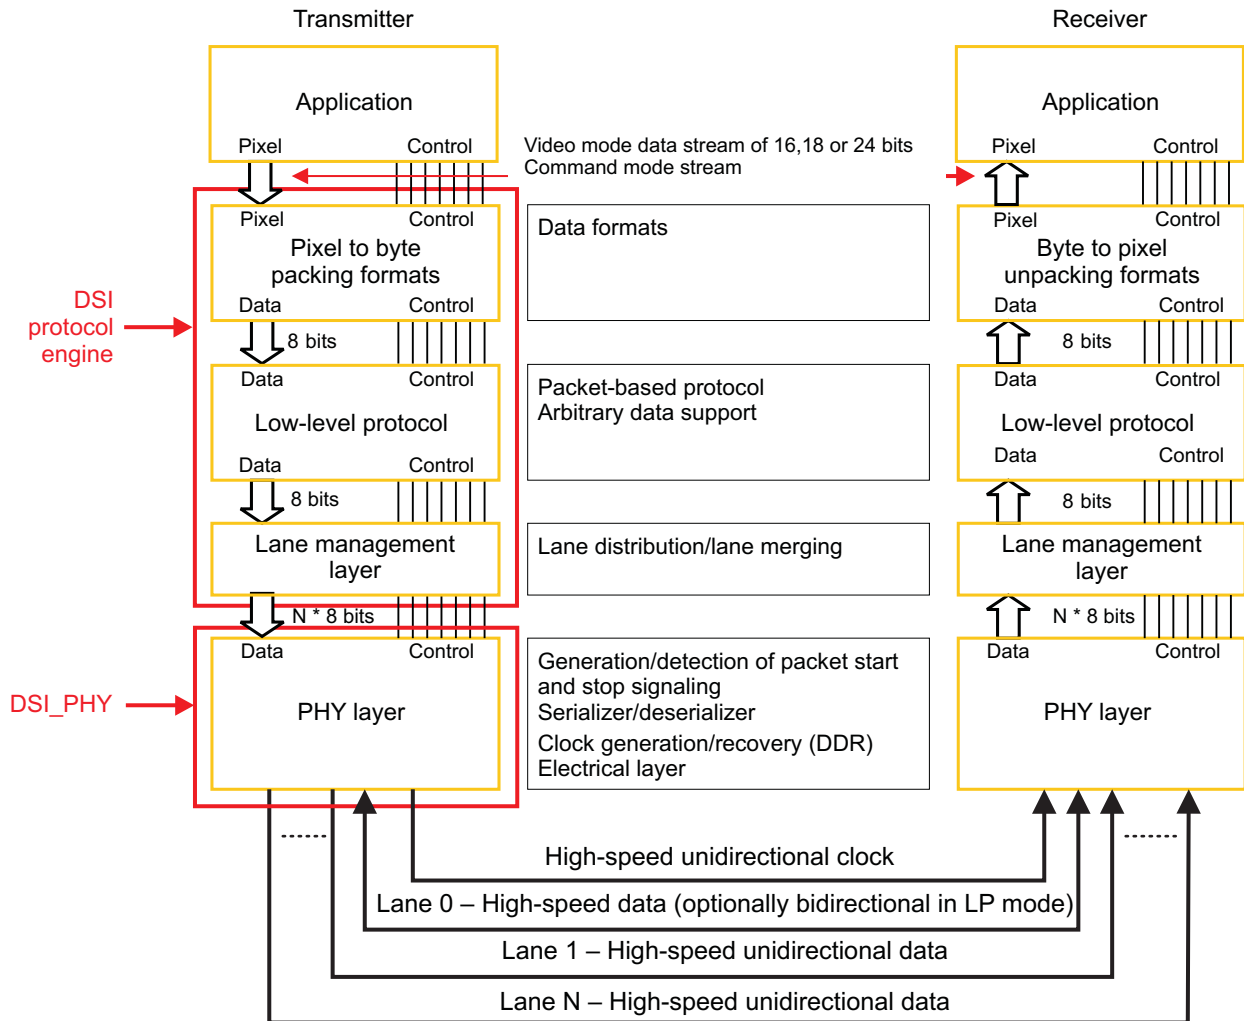 Transmitter
Receiver
Application
Pixel
Control
Video mode data stream of 16,18 or 24 bits
Command mode stream
Application
Pixel
Control
DSI
protocol
engine
Pixel
Control
Pixel to byte
packing formats
Data
Control
Data formats
Pixel
Control
Byte to pixel
unpacking formats
Data
Control
8 bits
8 bits
Data
Control
Low-level protocol
Data
Control
Packet-based protocol
Arbitrary data support
Data
Control
Low-level protocol
Data
Control
8 bits
8 bits
Lane management
layer
Lane distribution/lane merging
Lane management
layer
N * 8 bits
N * 8 bits
DSI_PHY
Data
Control
PHY layer
Generation/detection of packet start
and stop signaling
Serializer/deserializer
Clock generation/recovery (DDR)
Electrical layer
Data
Control
PHY layer
High-speed unidirectional clock
Lane 0 – High-speed data (optionally bidirectional in LP mode)
Lane 1 – High-speed unidirectional data
Lane N – High-speed unidirectional data